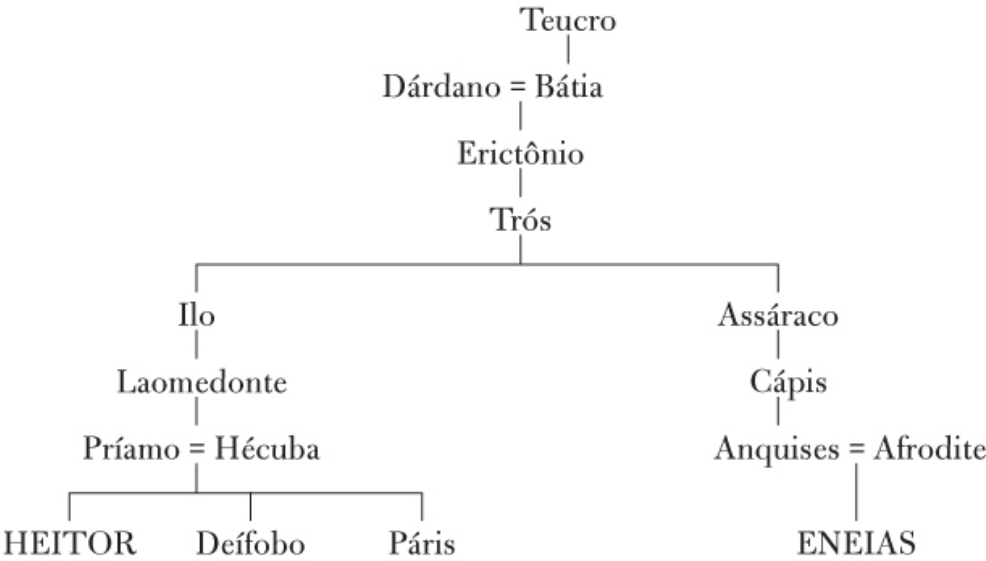 Teucro
Dárdano = Bátia
Erictônio
Trós
Ilo Assáraco
Laomedonte Cápis
Príamo = Hécuba Anquises = Afrodite
HEITOR Deífobo Páris ENEIAS